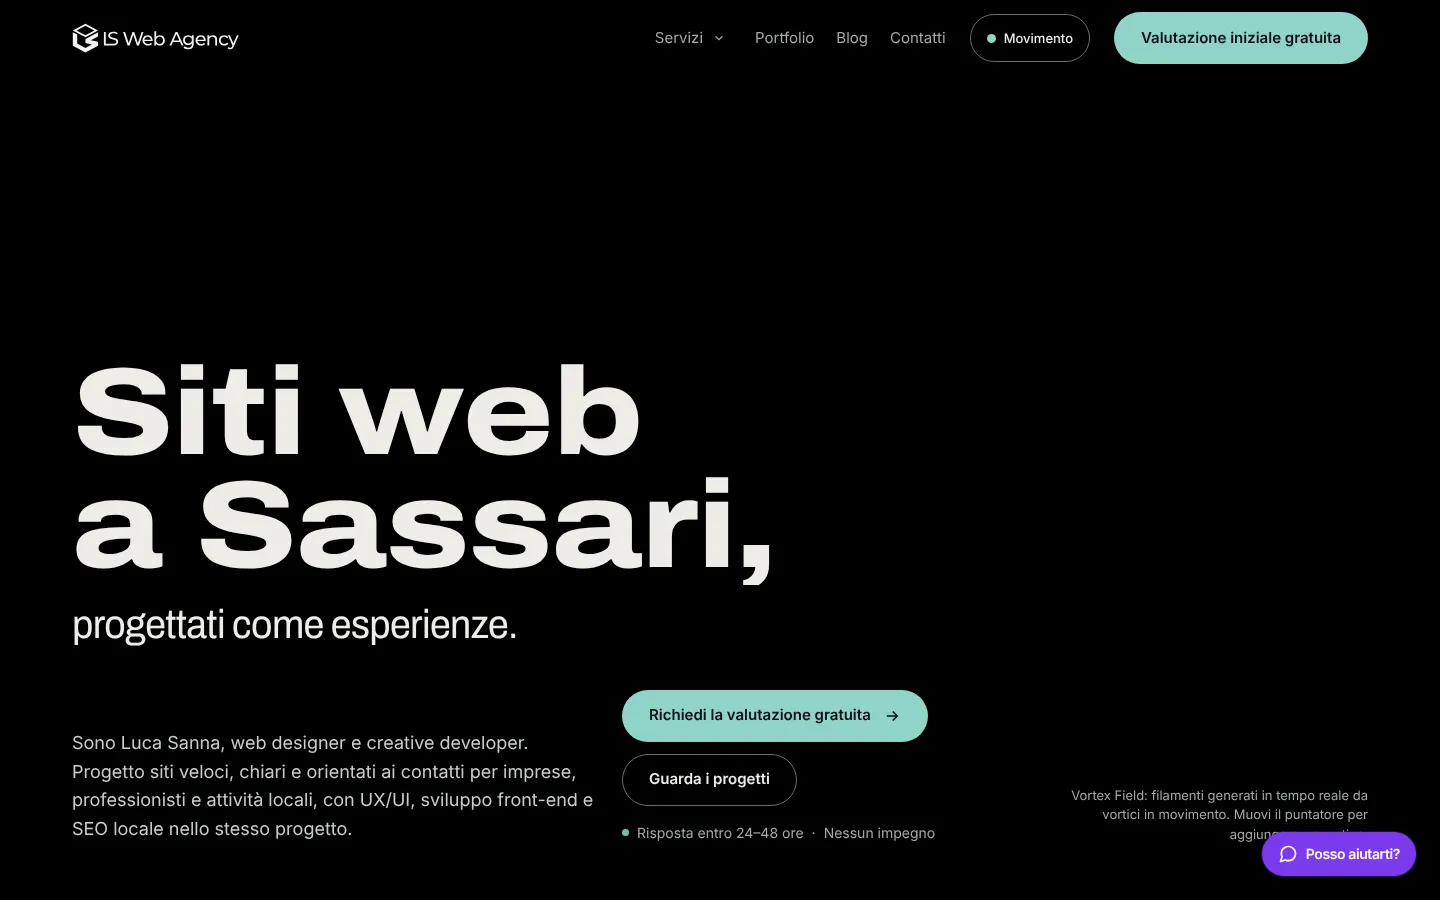 LS Web Agency
Servizi
Portfolio
Blog
Contatti
Movimento
Valutazione iniziale gratuita
Siti web
a Sassari,
progettati come esperienze.
Sono Luca Sanna, web designer e creative developer.
Progetto siti veloci, chiari e orientati ai contatti per imprese,
professionisti e attività locali, con UX/UI, sviluppo front-end e
SEO locale nello stesso progetto.
Richiedi la valutazione gratuita
Guarda i progetti
Risposta entro 24–48 ore · Nessun impegno
Vortex Field: filamenti generati in tempo reale da
vortici in movimento. Muovi il puntatore per
Posso aiutarti?